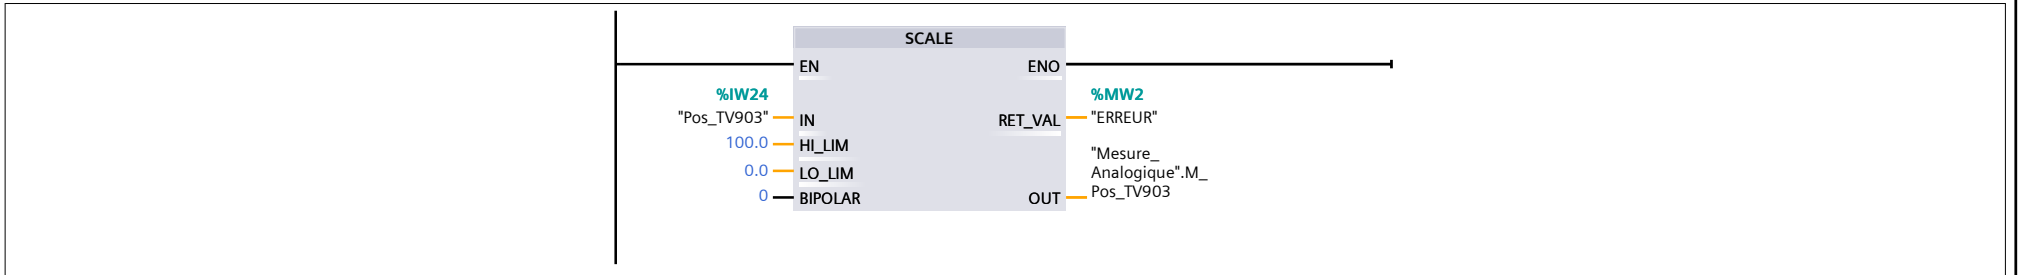 SCALE
EN ENO
%IW24 %MW2
"Pos_TV903" IN RET_VAL "ERREUR"
100.0 HI_LIM
"Mesure_
Analogique".M_
Pos_TV903
0.0 LO_LIM
0 BIPOLAR OUT